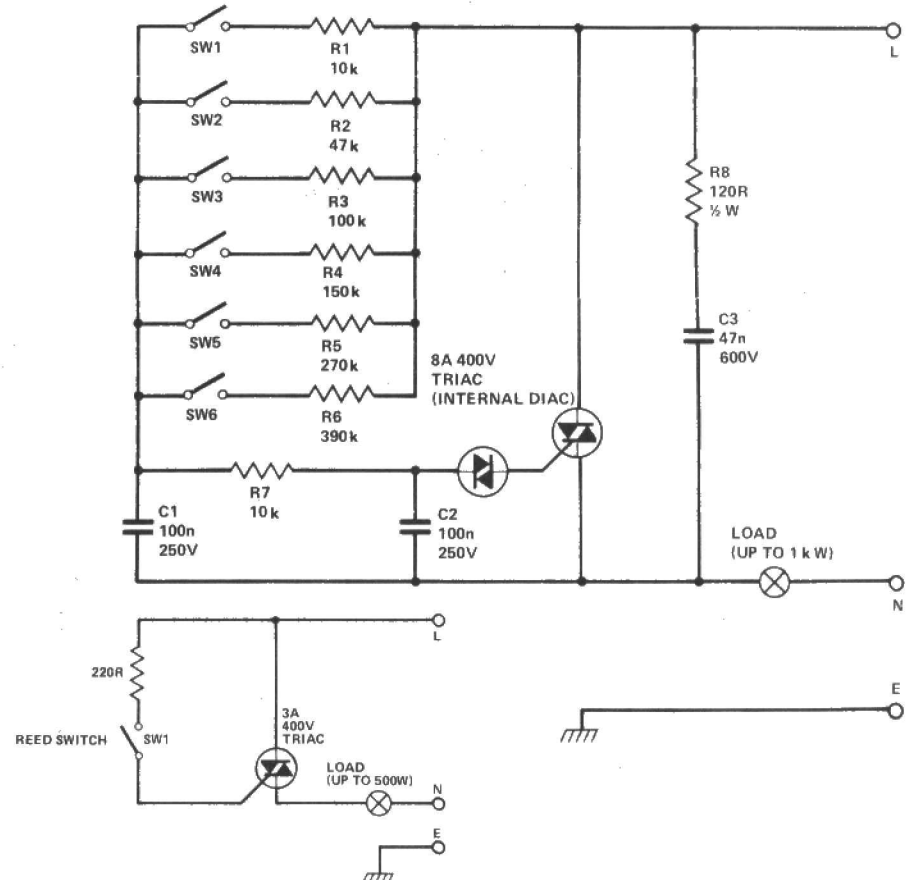 SW1
R1
10k
L
SW2
R2
47k
SW3
R3
100k
R8
120R
½ W
SW4
R4
150k
SW5
R5
270k
C3
47n
600V
8A 400V
TRIAC
(INTERNAL DIAC)
SW6
R6
390k
R7
10k
C1
100n
250V
C2
100n
250V
LOAD
(UP TO 1kW)
N
L
220R
E
REED SWITCH
SW1
3A
400V
TRIAC
LOAD
(UP TO 500W)
N
E